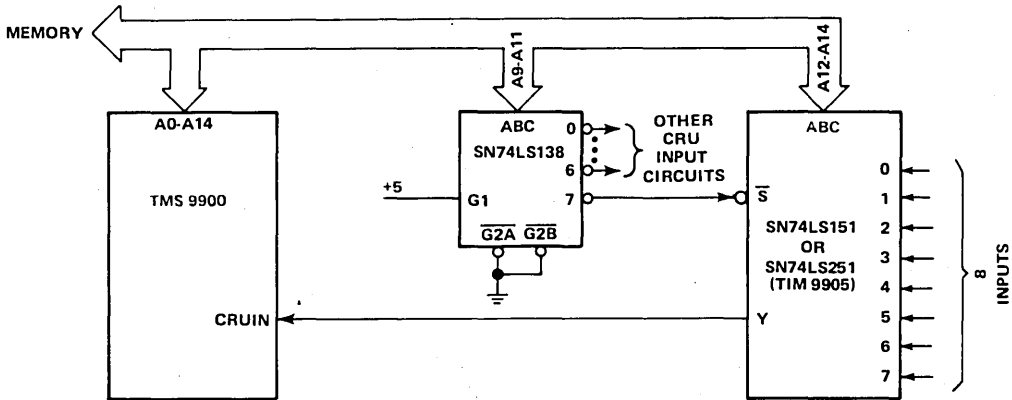 MEMORY
A9-A11
A12-A14
A0-A14
TMS 9900
CRUIN
ABC
SN74LS138
0
6
7
+5
G1
G2A G2B
OTHER
CRU
INPUT
CIRCUITS
ABC
S
SN74LS151
OR
SN74LS251
(TIM 9905)
Y
0
1
2
3
4
5
6
7
8
INPUTS